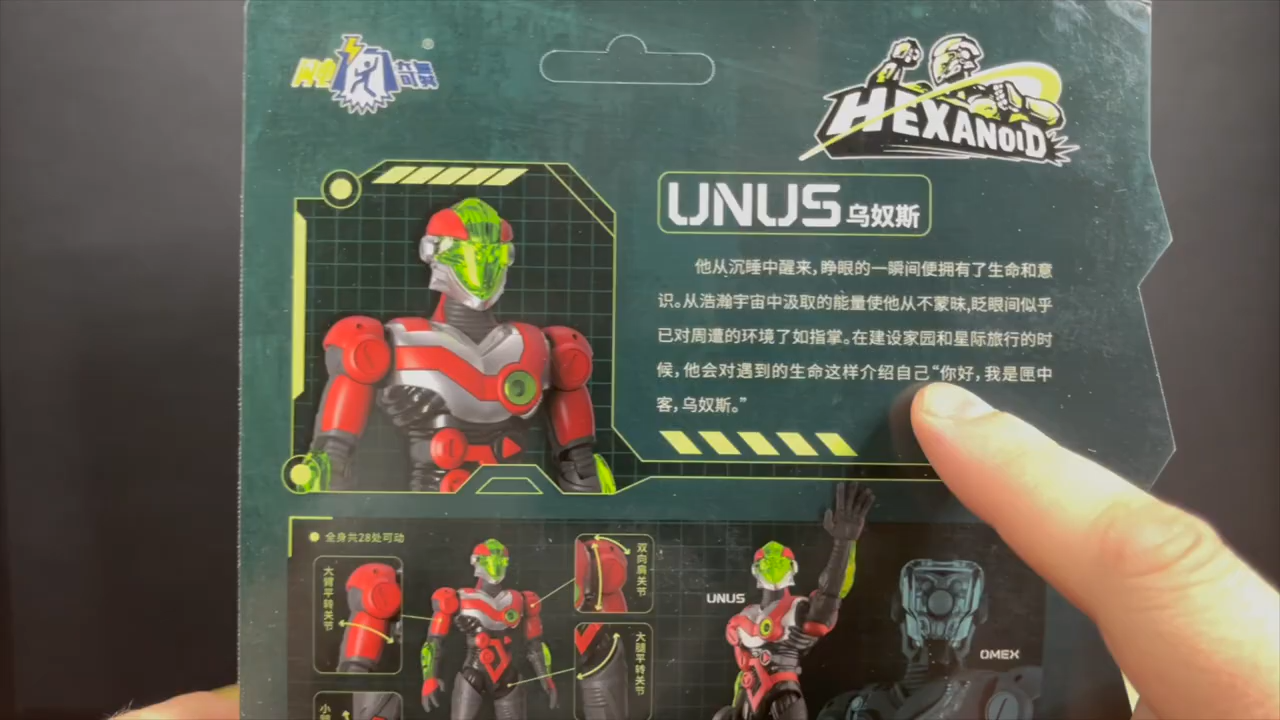 闪电奇舞
®
HEXANOID
UNUS 乌奴斯
他从沉睡中醒来,睁眼的一瞬间便拥有了生命和意
识。从浩瀚宇宙中汲取的能量使他从不蒙昧,眨眼间似乎
已对周遭的环境了如指掌。在建设家园和星际旅行的时
候,他会对遇到的生命这样介绍自己“你好,我是匣中
客,乌奴斯。”
全身共28处可动
大臂平转关节
双向肩关节
大腿平转关节
UNUS
OMEX